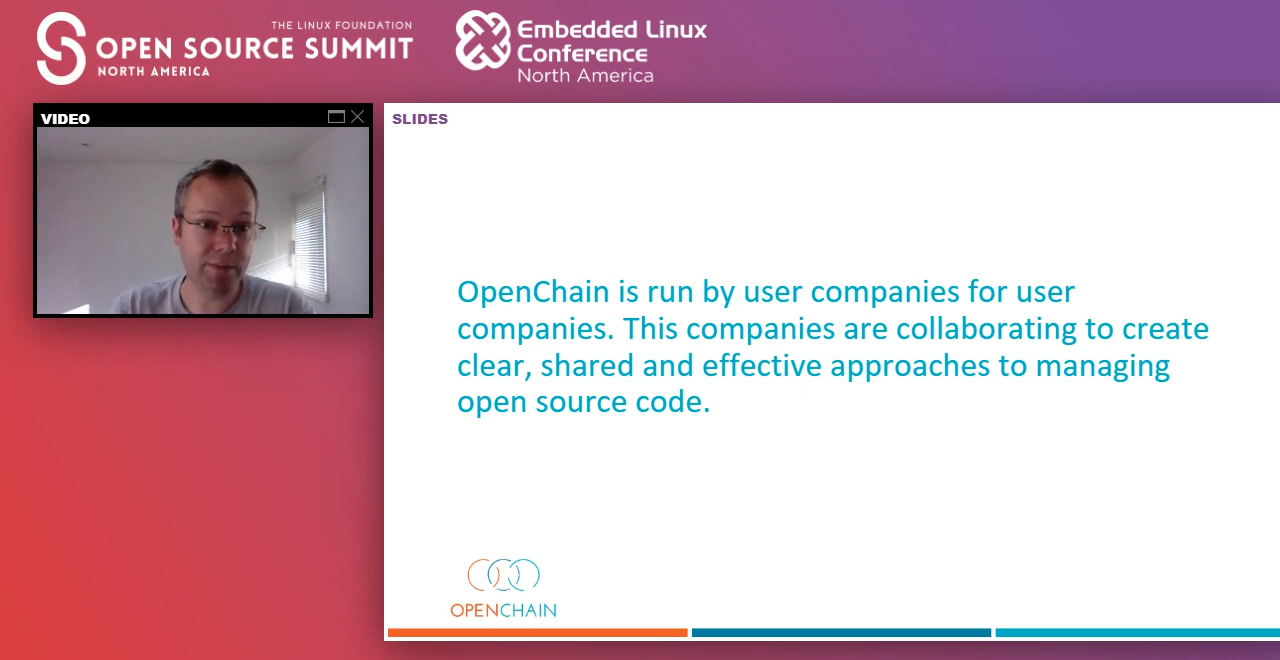 THE LINUX FOUNDATION
OPEN SOURCE SUMMIT
NORTH AMERICA
Embedded Linux
Conference
North America
VIDEO
SLIDES
OpenChain is run by user companies for user
companies. This companies are collaborating to create
clear, shared and effective approaches to managing
open source code.
OPENCHAIN